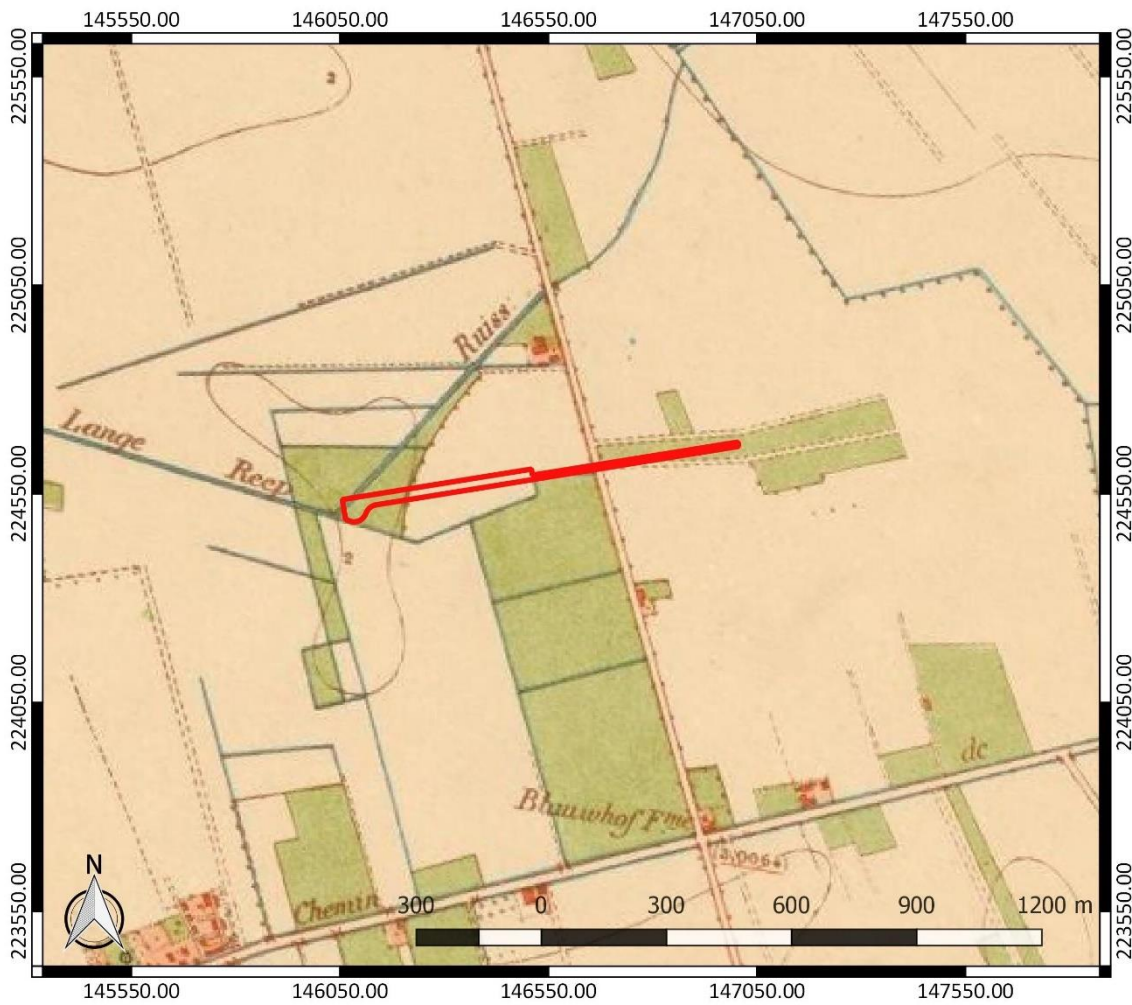 145550.00 146050.00 146550.00 147050.00 147550.00
225550.00 225550.00
2
225050.00 225050.00
Ruiss.
Lange
Reep
224550.00 224550.00
2
224050.00 224050.00
de
Blauwhof Fme
N
Chemin
300 0 300 600 900 1200 m
223550.00 223550.00
145550.00 146050.00 146550.00 147050.00 147550.00